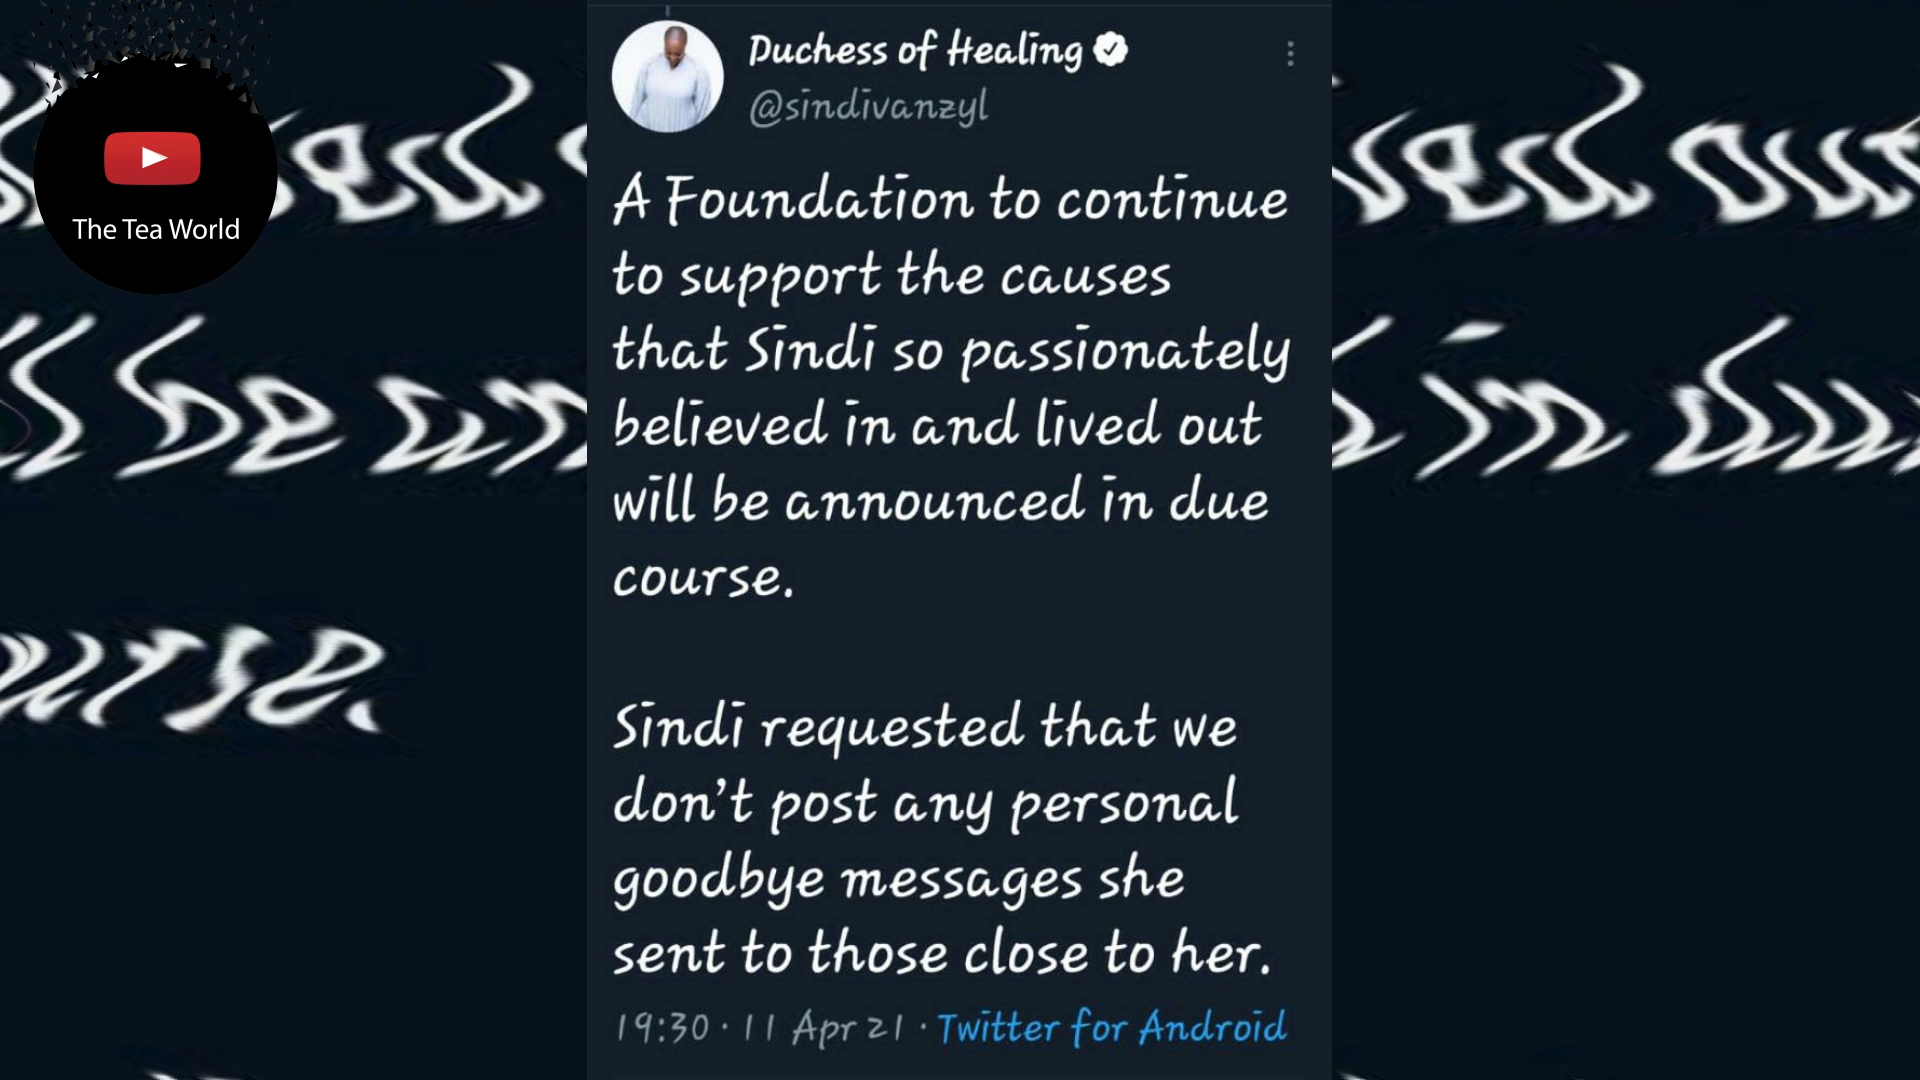 The Tea World
Duchess of Healing
@sindivanzyl
A Foundation to continue
to support the causes
that Sindi so passionately
believed in and lived out
will be announced in due
course.
Sindi requested that we
don't post any personal
goodbye messages she
sent to those close to her.
19:30 · 11 Apr 21 · Twitter for Android